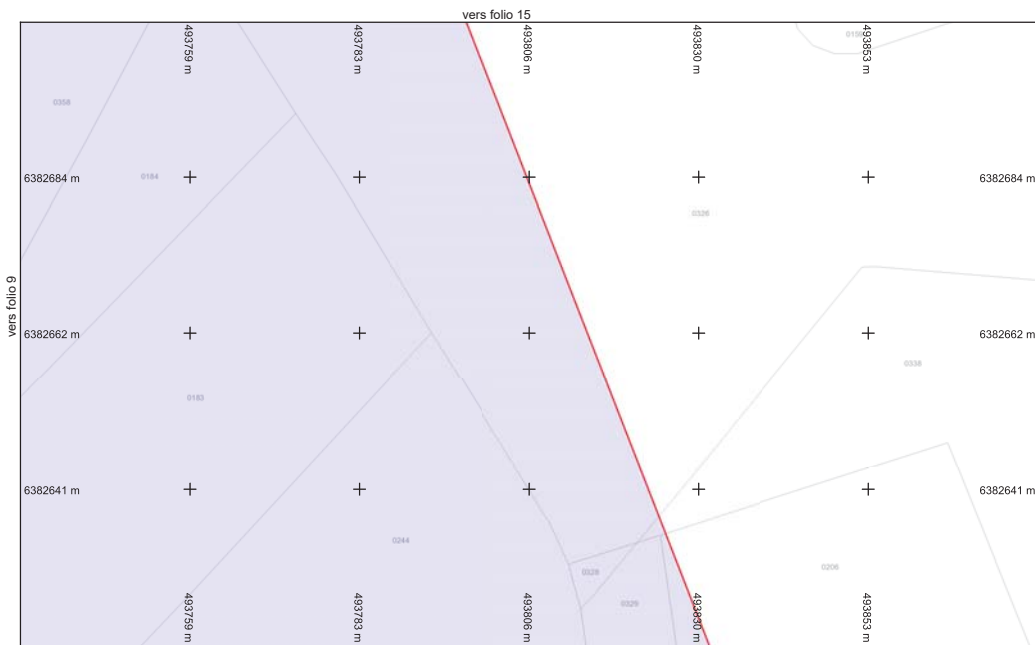 vers folio 15
493759 m
493783 m
493806 m
493830 m
493853 m
0358
0184
6382684 m
6382684 m
0326
vers folio 9
6382662 m
6382662 m
0338
0183
6382641 m
6382641 m
0244
0328
0206
0329
493759 m
493783 m
493806 m
493830 m
493853 m